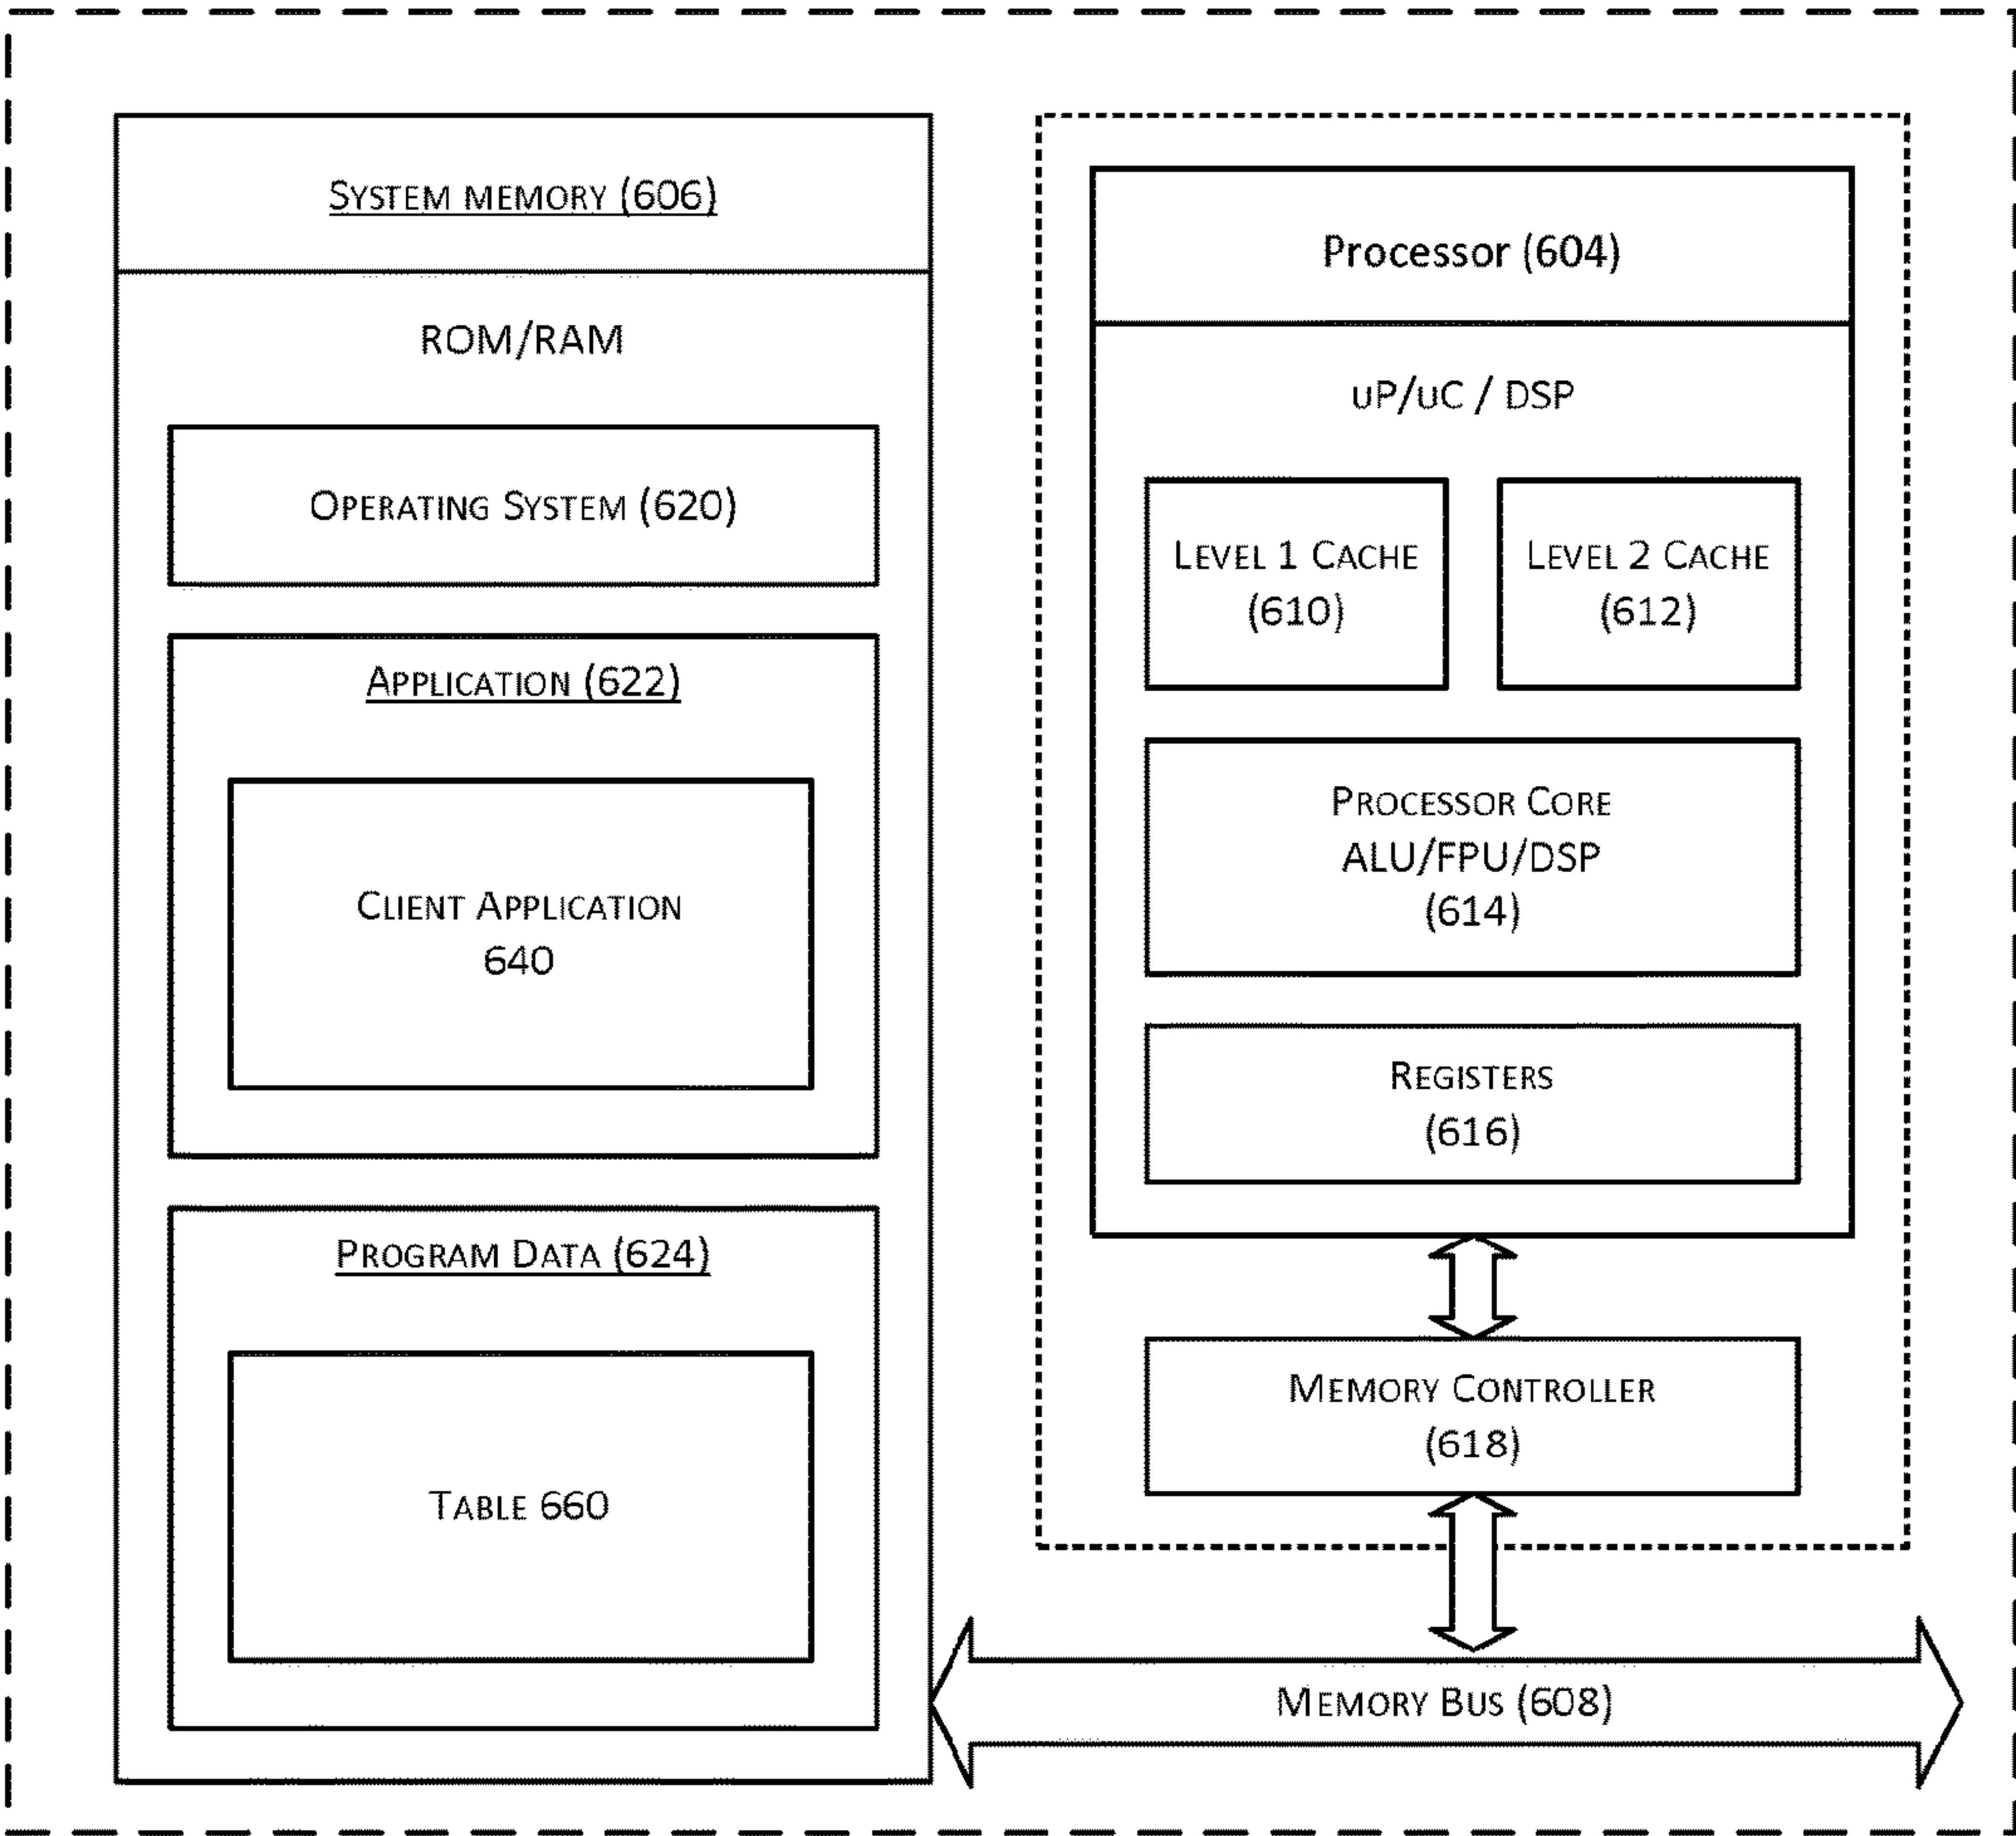 SYSTEM MEMORY (606)
ROM/RAM
OPERATING SYSTEM (620)
APPLICATION (622)
CLIENT APPLICATION
640
PROGRAM DATA (624)
TABLE 660
Processor (604)
uP/uC / DSP
LEVEL 1 CACHE
(610)
LEVEL 2 CACHE
(612)
PROCESSOR CORE
ALU/FPU/DSP
(614)
REGISTERS
(616)
MEMORY CONTROLLER
(618)
MEMORY BUS (608)